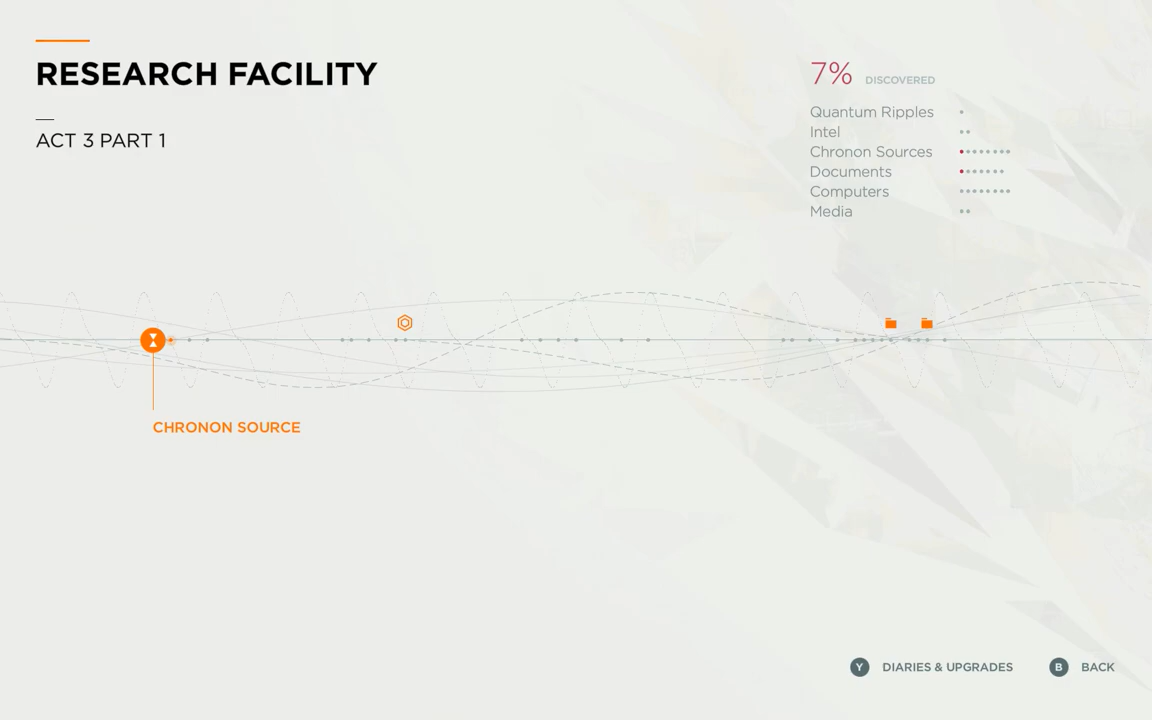 RESEARCH FACILITY
ACT 3 PART 1
7% DISCOVERED
Quantum Ripples
Intel
Chronon Sources
Documents
Computers
Media
CHRONON SOURCE
Y DIARIES & UPGRADES B BACK